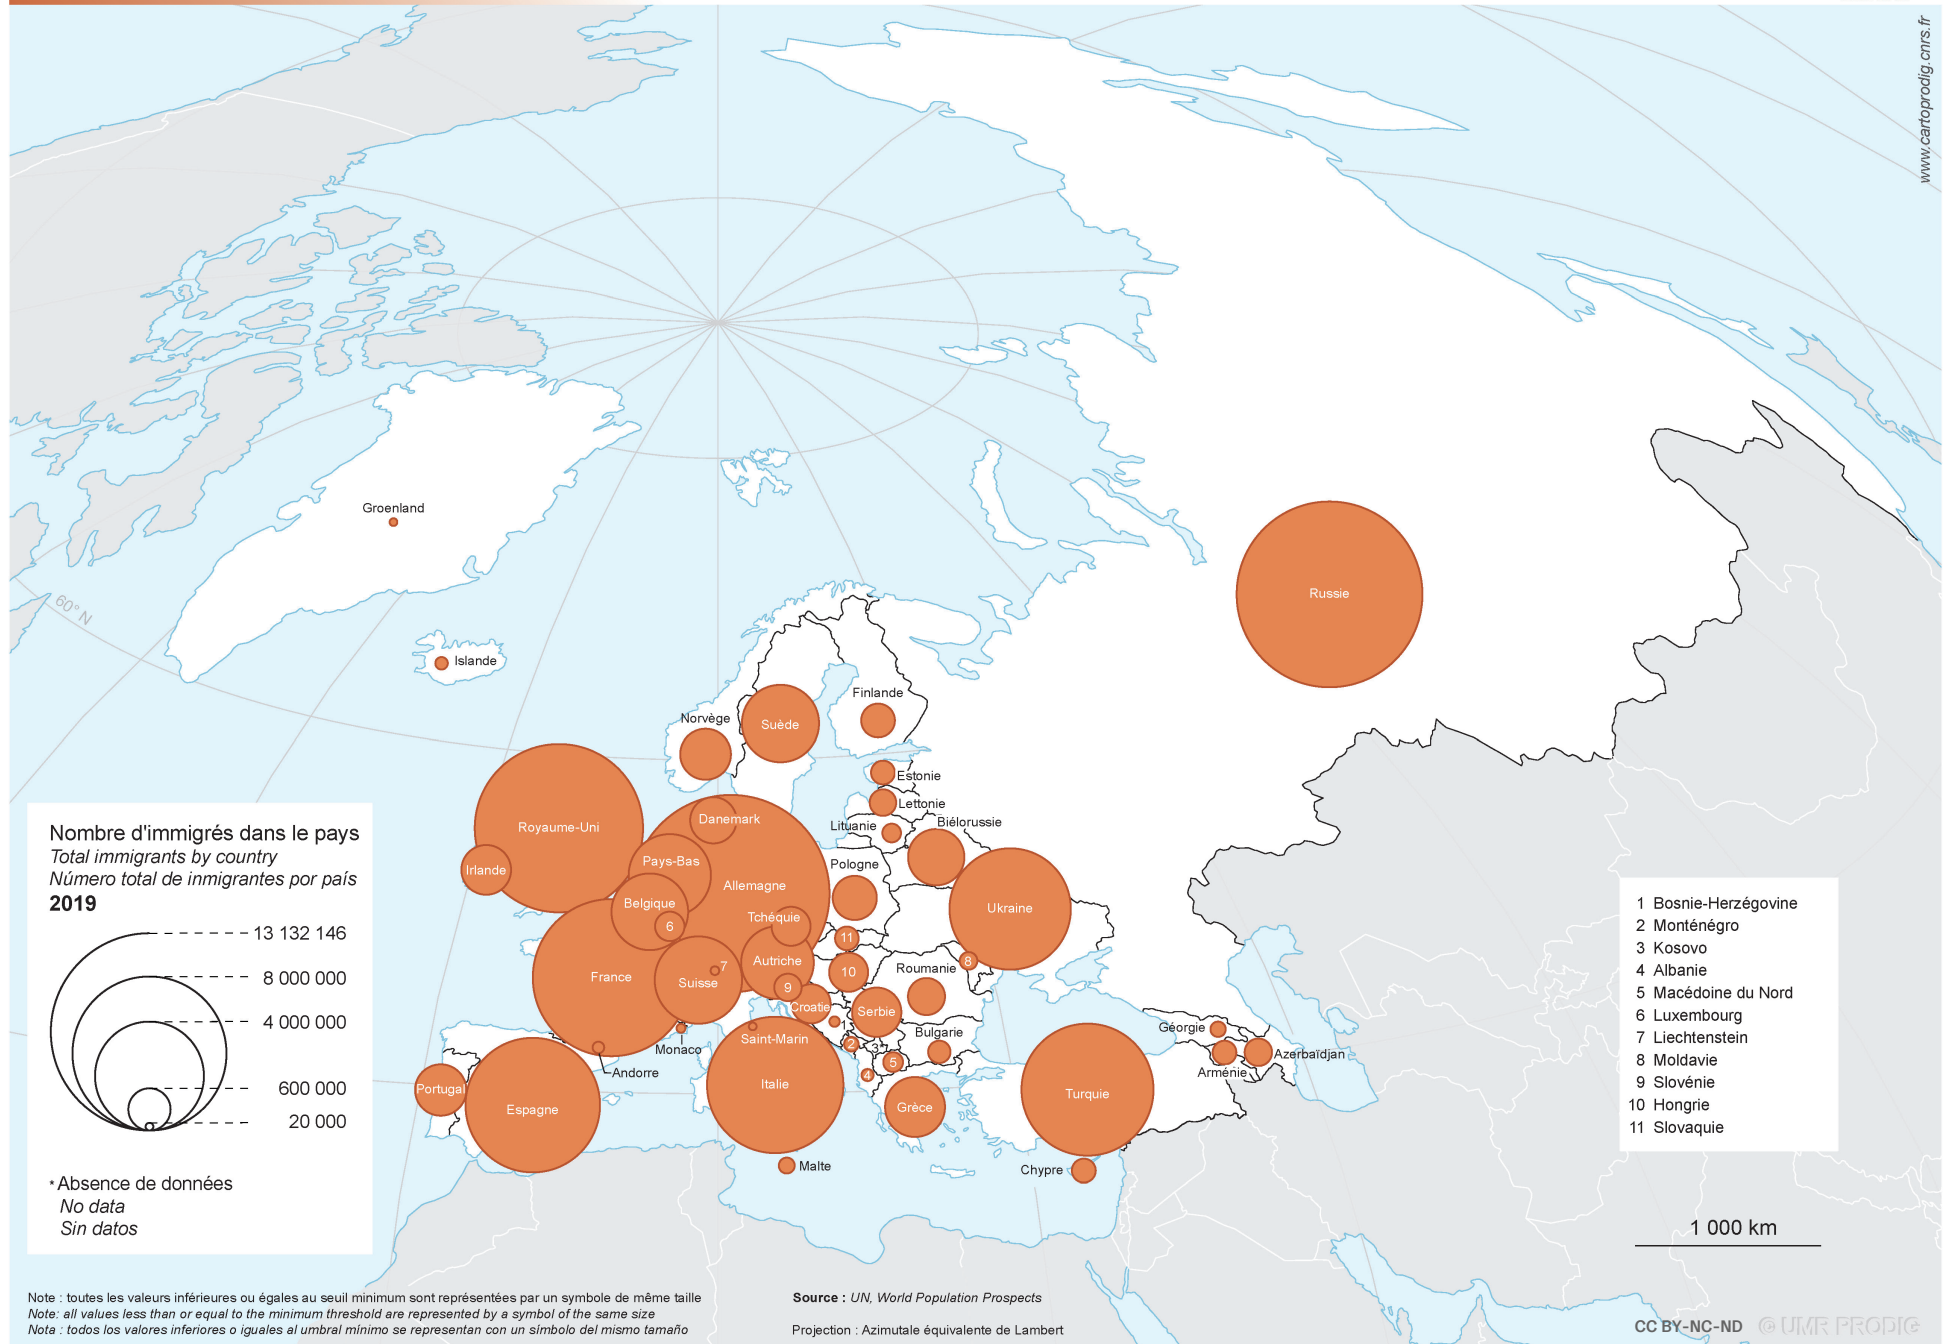 www.cartoprodig.cnrs.fr
Groenland
60° N
Islande
Russie
Finlande
Norvège
Suède
Estonie
Lettonie
Lituanie
Biélorussie
Royaume-Uni
Danemark
Irlande
Pays-Bas
Pologne
Allemagne
Belgique
Tchéquie
Ukraine
6
11
France
Autriche
8
7
Suisse
10
Roumanie
9
Croatie
Serbie
1
Saint-Marin
Bulgarie
Géorgie
Monaco
2
3*
Azerbaïdjan
Andorre
5
Arménie
4
Portugal
Italie
Espagne
Grèce
Turquie
Malte
Chypre
Nombre d'immigrés dans le pays
Total immigrants by country
Número total de inmigrantes por país
2019
13 132 146
8 000 000
4 000 000
600 000
20 000
* Absence de données
No data
Sin datos
1 Bosnie-Herzégovine
2 Monténégro
3 Kosovo
4 Albanie
5 Macédoine du Nord
6 Luxembourg
7 Liechtenstein
8 Moldavie
9 Slovénie
10 Hongrie
11 Slovaquie
1 000 km
Note : toutes les valeurs inférieures ou égales au seuil minimum sont représentées par un symbole de même taille
Note: all values less than or equal to the minimum threshold are represented by a symbol of the same size
Nota : todos los valores inferiores o iguales al umbral mínimo se representan con un símbolo del mismo tamaño
Source : UN, World Population Prospects
Projection : Azimutale équivalente de Lambert
CC BY-NC-ND © UMR PRODIG